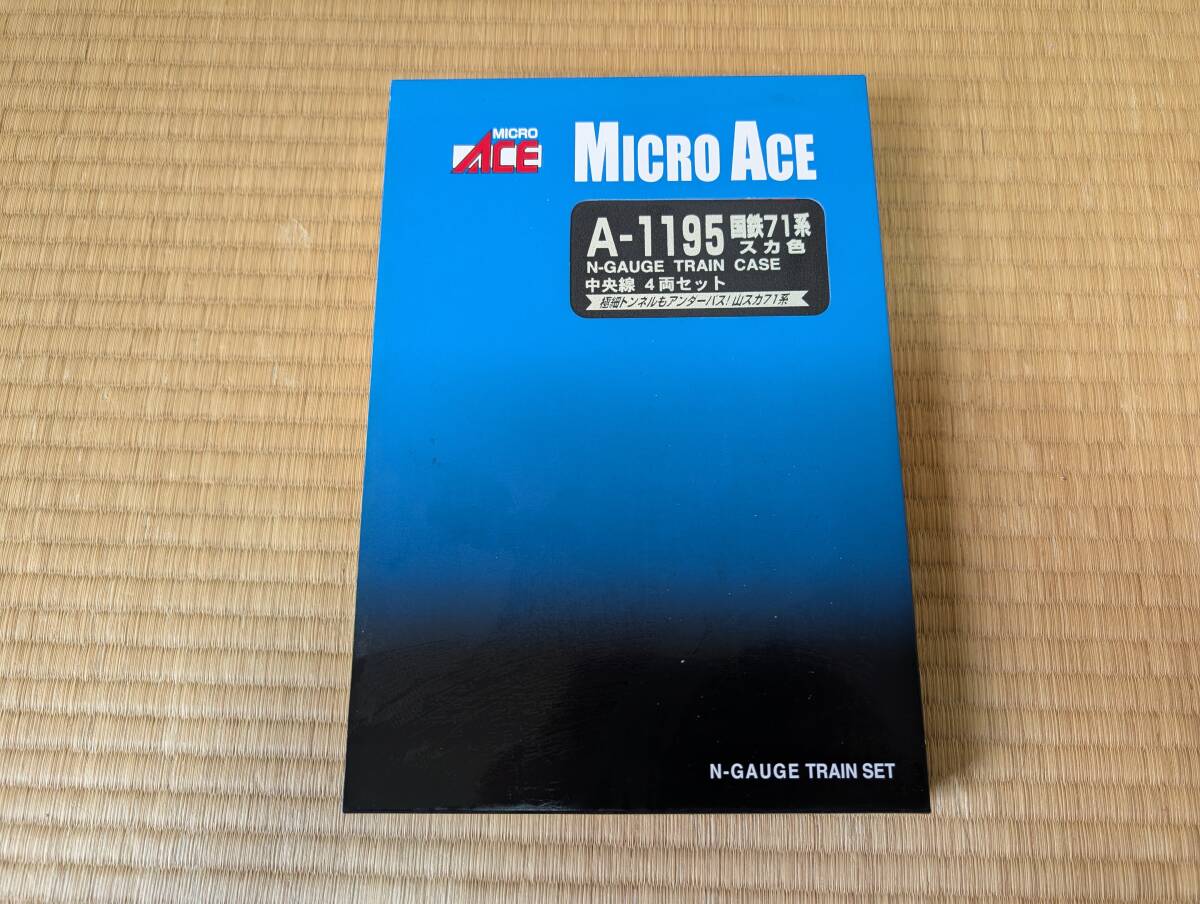 MICRO
ACE
MICRO ACE
A-1195 国鉄71系
スカ色
N-GAUGE TRAIN CASE
中央線 4両セット
極細トンネルもアンダーパス!山スカ71系
N-GAUGE TRAIN SET